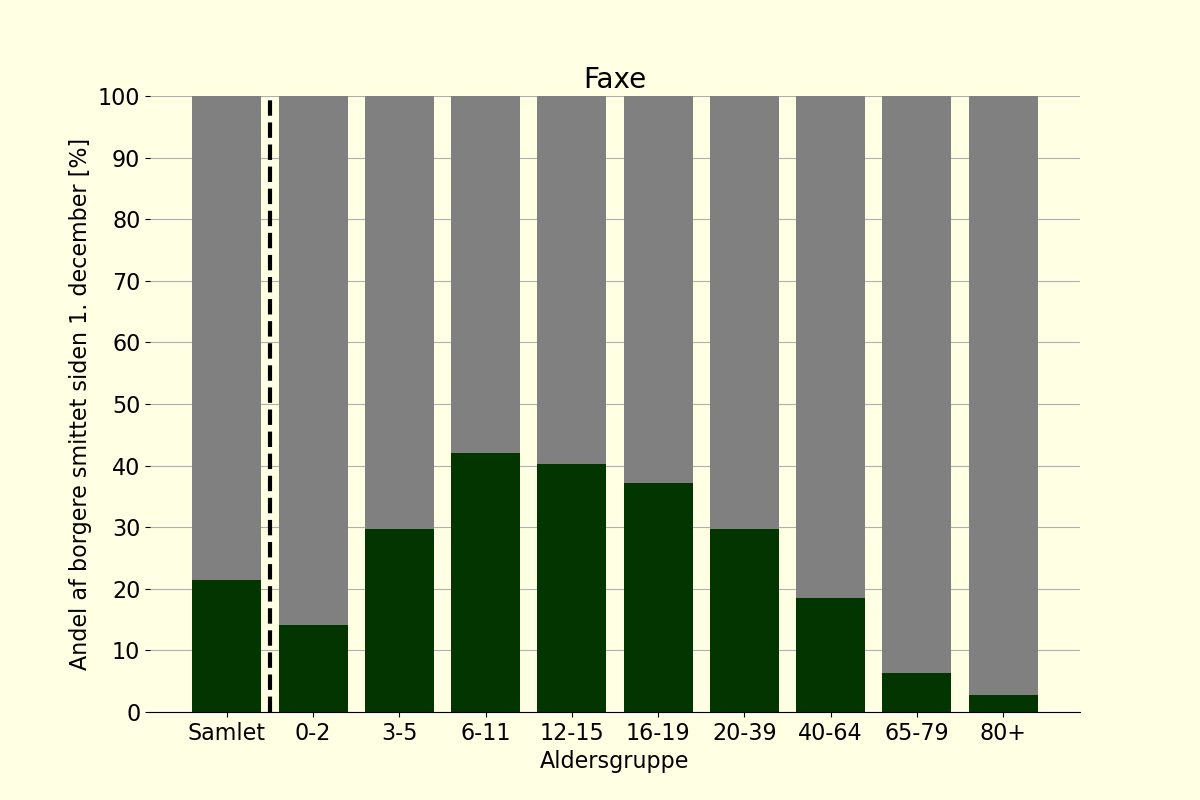 Faxe
Andel af borgere smittet siden 1. december [%]
100
90
80
70
60
50
40
30
20
10
0
Samlet 0-2 3-5 6-11 12-15 16-19 20-39 40-64 65-79 80+
Aldersgruppe